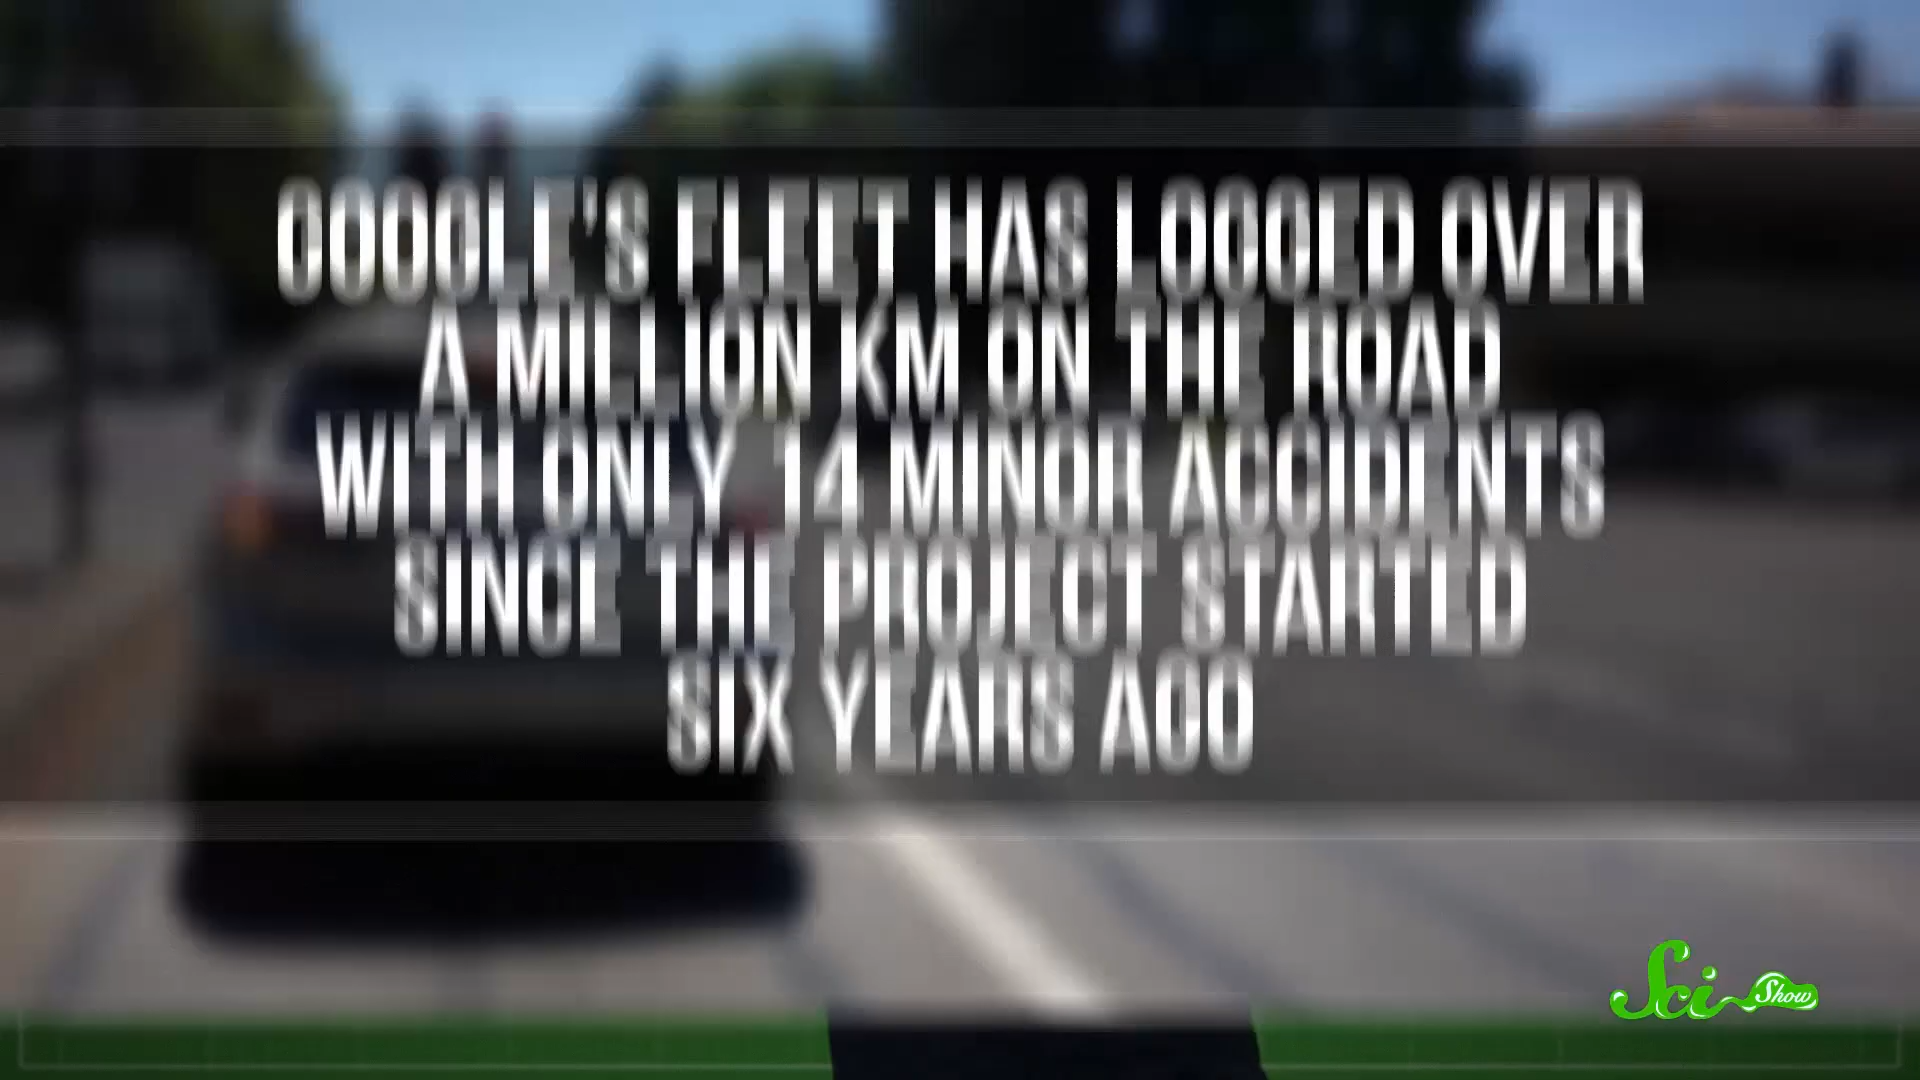 GOOGLE'S FLEET HAS LOGGED OVER
A MILLION KM ON THE ROAD
WITH ONLY 14 MINOR ACCIDENTS
SINCE THE PROJECT STARTED
SIX YEARS AGO
Sci Show